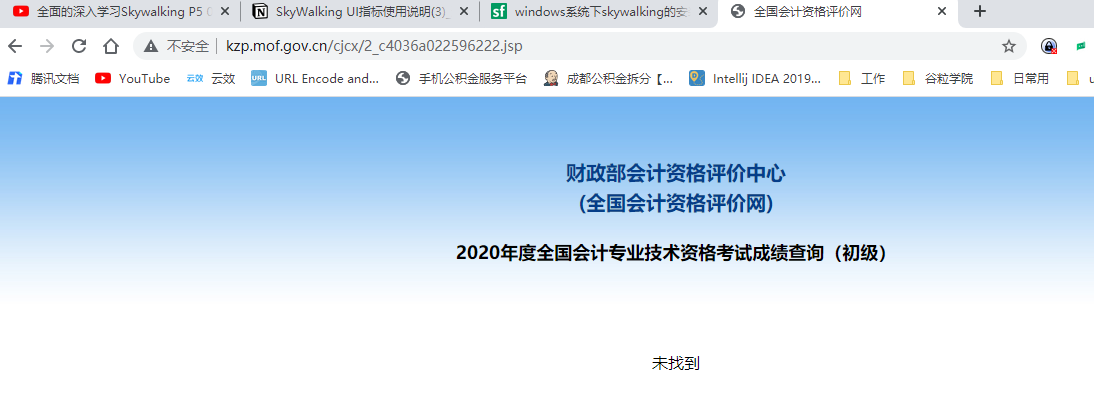 全面的深入学习Skywalking P5 SkyWalking UI指标使用说明(3)_ windows系统下skywalking的安 全国会计资格评价网
不安全 kzp.mof.gov.cn/cjcx/2_c4036a022596222.jsp
腾讯文档 YouTube 云效 云效 URL URL Encode and... 手机公积金服务平台 成都公积金拆分【... Intellij IDEA 2019... 工作 谷粒学院 日常用
财政部会计资格评价中心
(全国会计资格评价网)
2020年度全国会计专业技术资格考试成绩查询（初级）
未找到